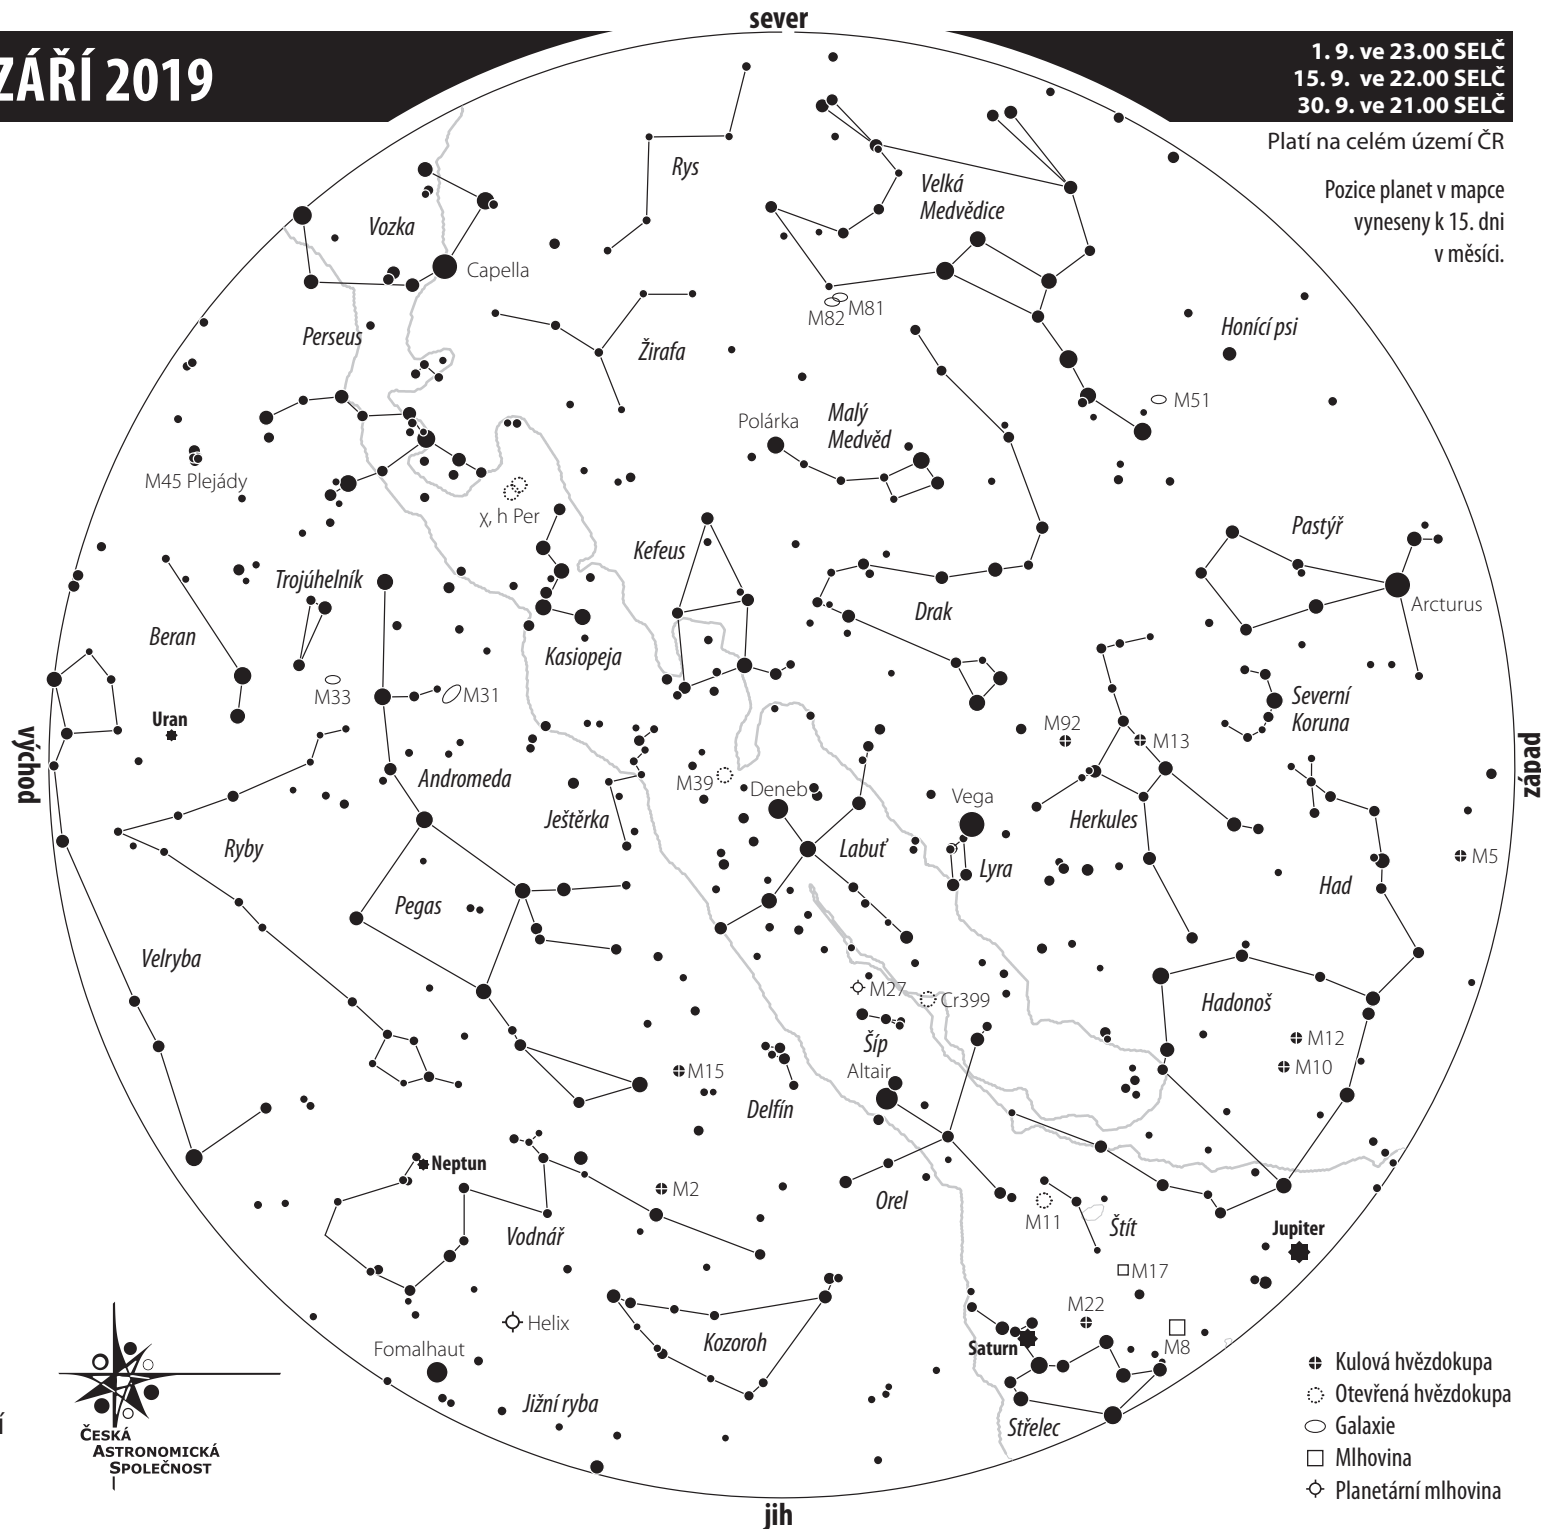 sever
ZÁŘÍ 2019
1. 9. ve 23.00 SELČ
15. 9. ve 22.00 SELČ
30. 9. ve 21.00 SELČ
Platí na celém území ČR
Pozice planet v mapce
vyneseny k 15. dni
v měsíci.
Rys
Velká
Medvědice
Vozka
Capella
M82
M81
Honící psi
Perseus
Žirafa
M51
Polárka
Malý
Medvěd
M45 Plejády
χ, h Per
Pastýř
Kefeus
Trojúhelník
Arcturus
Drak
Beran
Kasiopeja
M33
M31
Severní
Koruna
Uran
M92
M13
východ
západ
Andromeda
M39
Deneb
Vega
Ještěrka
Herkules
Ryby
Labuť
Lyra
M5
Had
Pegas
Velryba
M27
Cr399
Hadonoš
Šíp
M12
Altair
M10
M15
Delfín
Neptun
M2
Orel
M11
Štít
Vodnář
Jupiter
M17
M22
Helix
Kozoroh
Saturn
M8
Fomalhaut
Jižní ryba
Střelec
Kulová hvězdokupa
Otevřená hvězdokupa
Galaxie
Mlhovina
Planetární mlhovina
í
ČESKÁ
ASTRONOMICKÁ
SPOLEČNOST
jih